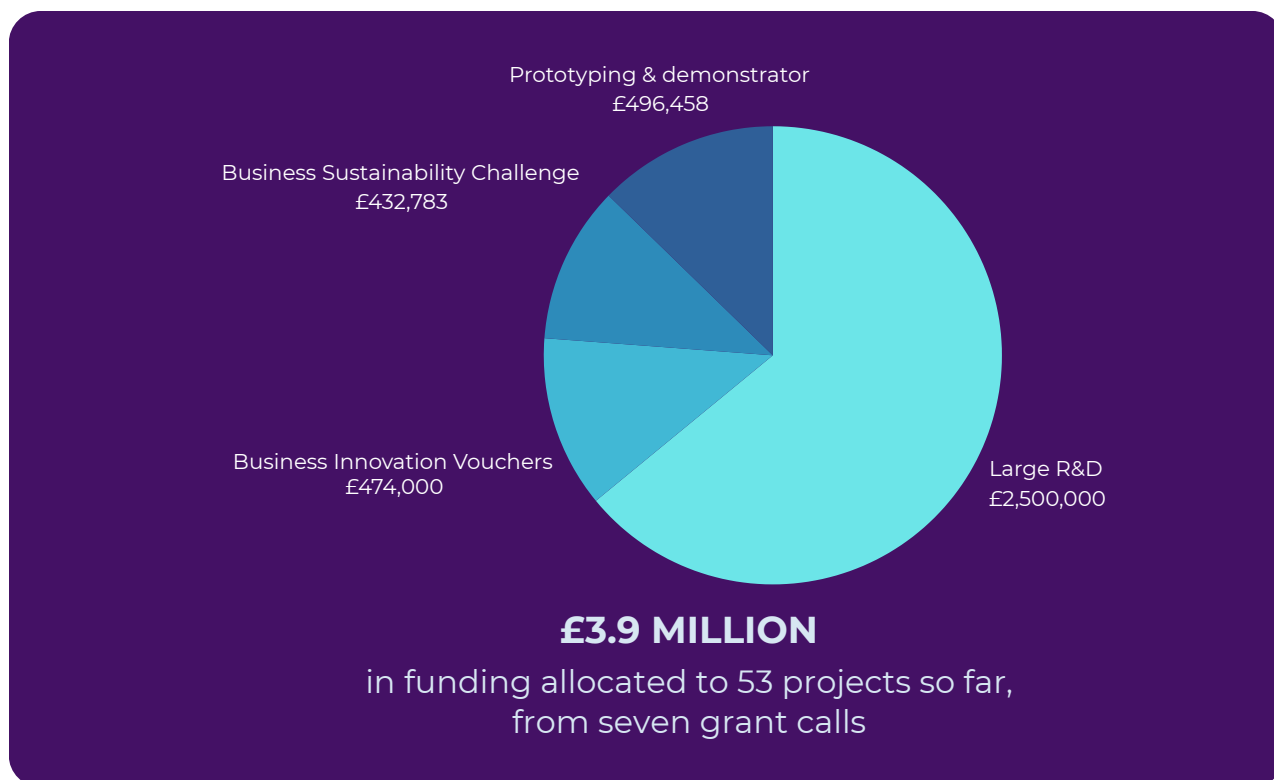 Prototyping & demonstrator
£496,458
Business Sustainability Challenge
£432,783
Business Innovation Vouchers
£474,000
Large R&D
£2,500,000
£3.9 MILLION
in funding allocated to 53 projects so far,
from seven grant calls